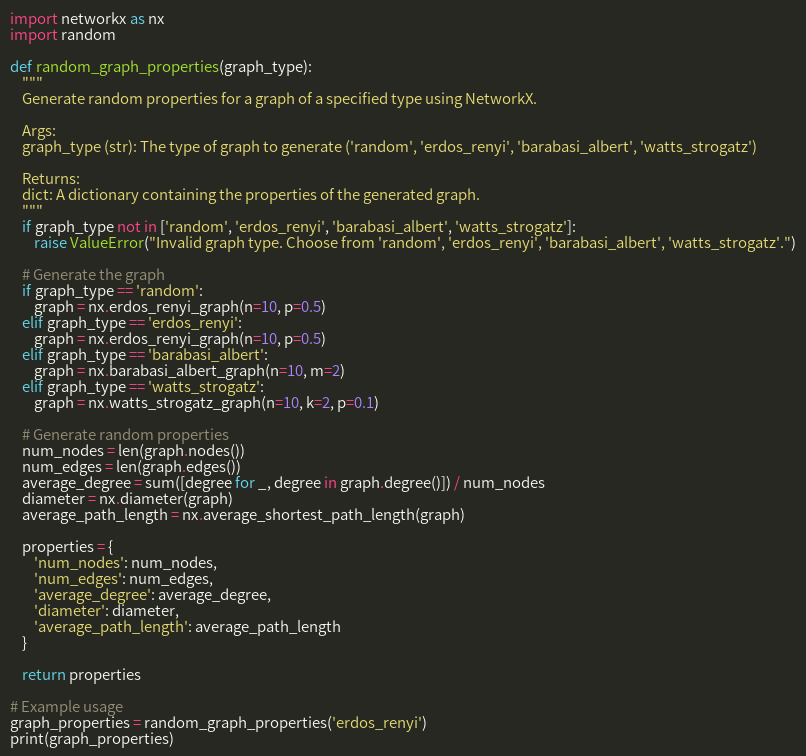 import networkx as nx
import random

def random_graph_properties(graph_type):
    """
    Generate random properties for a graph of a specified type using NetworkX.

    Args:
    graph_type (str): The type of graph to generate ('random', 'erdos_renyi', 'barabasi_albert', 'watts_strogatz')

    Returns:
    dict: A dictionary containing the properties of the generated graph.
    """
    if graph_type not in ['random', 'erdos_renyi', 'barabasi_albert', 'watts_strogatz']:
        raise ValueError("Invalid graph type. Choose from 'random', 'erdos_renyi', 'barabasi_albert', 'watts_strogatz'.")

    # Generate the graph
    if graph_type == 'random':
        graph = nx.erdos_renyi_graph(n=10, p=0.5)
    elif graph_type == 'erdos_renyi':
        graph = nx.erdos_renyi_graph(n=10, p=0.5)
    elif graph_type == 'barabasi_albert':
        graph = nx.barabasi_albert_graph(n=10, m=2)
    elif graph_type == 'watts_strogatz':
        graph = nx.watts_strogatz_graph(n=10, k=2, p=0.1)

    # Generate random properties
    num_nodes = len(graph.nodes())
    num_edges = len(graph.edges())
    average_degree = sum([degree for _, degree in graph.degree()]) / num_nodes
    diameter = nx.diameter(graph)
    average_path_length = nx.average_shortest_path_length(graph)

    properties = {
        'num_nodes': num_nodes,
        'num_edges': num_edges,
        'average_degree': average_degree,
        'diameter': diameter,
        'average_path_length': average_path_length
    }

    return properties

# Example usage
graph_properties = random_graph_properties('erdos_renyi')
print(graph_properties)